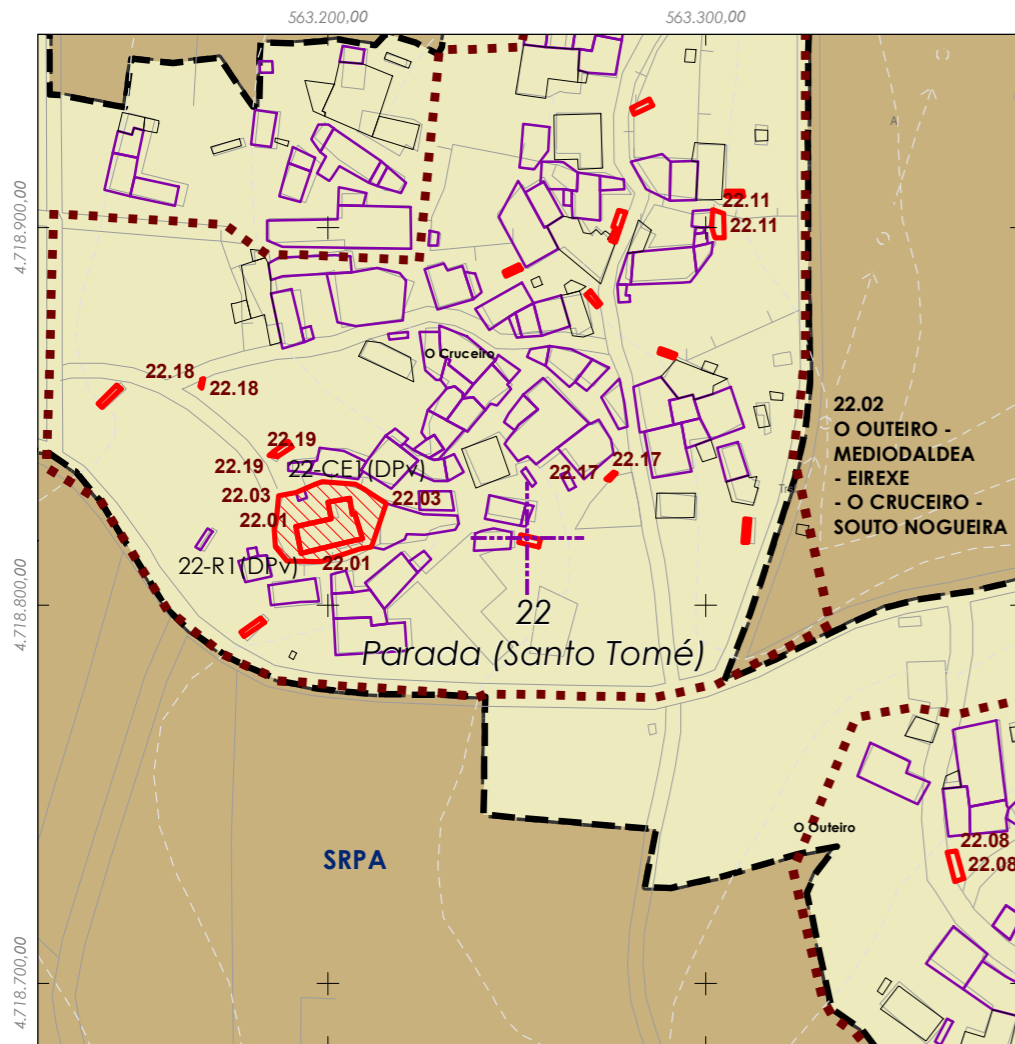 563.200,00
563.300,00
4.718.900,00
4.718.800,00
4.718.700,00
22.11
22.11
O Cruceiro
22.18
22.18
22.19
22.19
22-CE1(DPv)
22.17
22.17
22.03
22.03
22.01
22.01
22-R1(DPv)
22.02
O OUTEIRO -
MEDIODALDEA
- EIREXE
- O CRUCEIRO -
SOUTO NOGUEIRA
22
Parada (Santo Tomé)
O Outeiro
22.08
22.08
SRPA
A